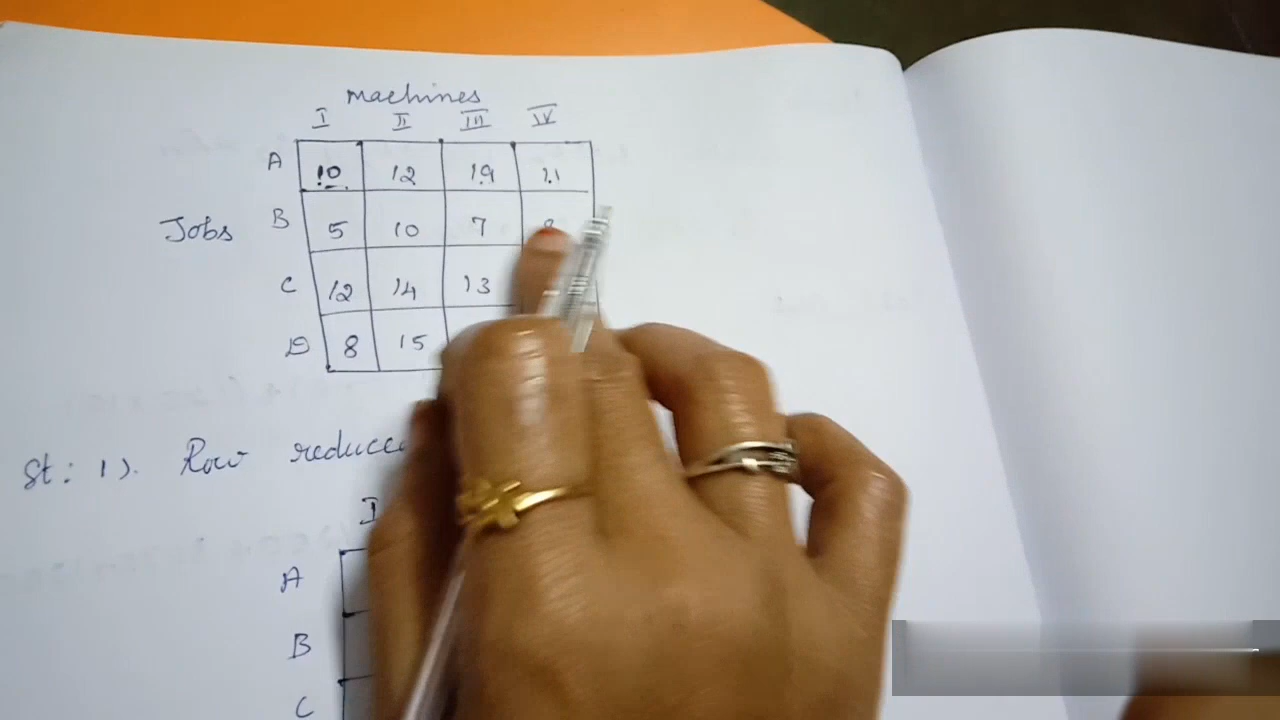 machines
I II III IV
A 10 12 19 11
Jobs B 5 10 7
C 12 14 13
D 8 15
St: 1). Row reduced
I
A
B
C